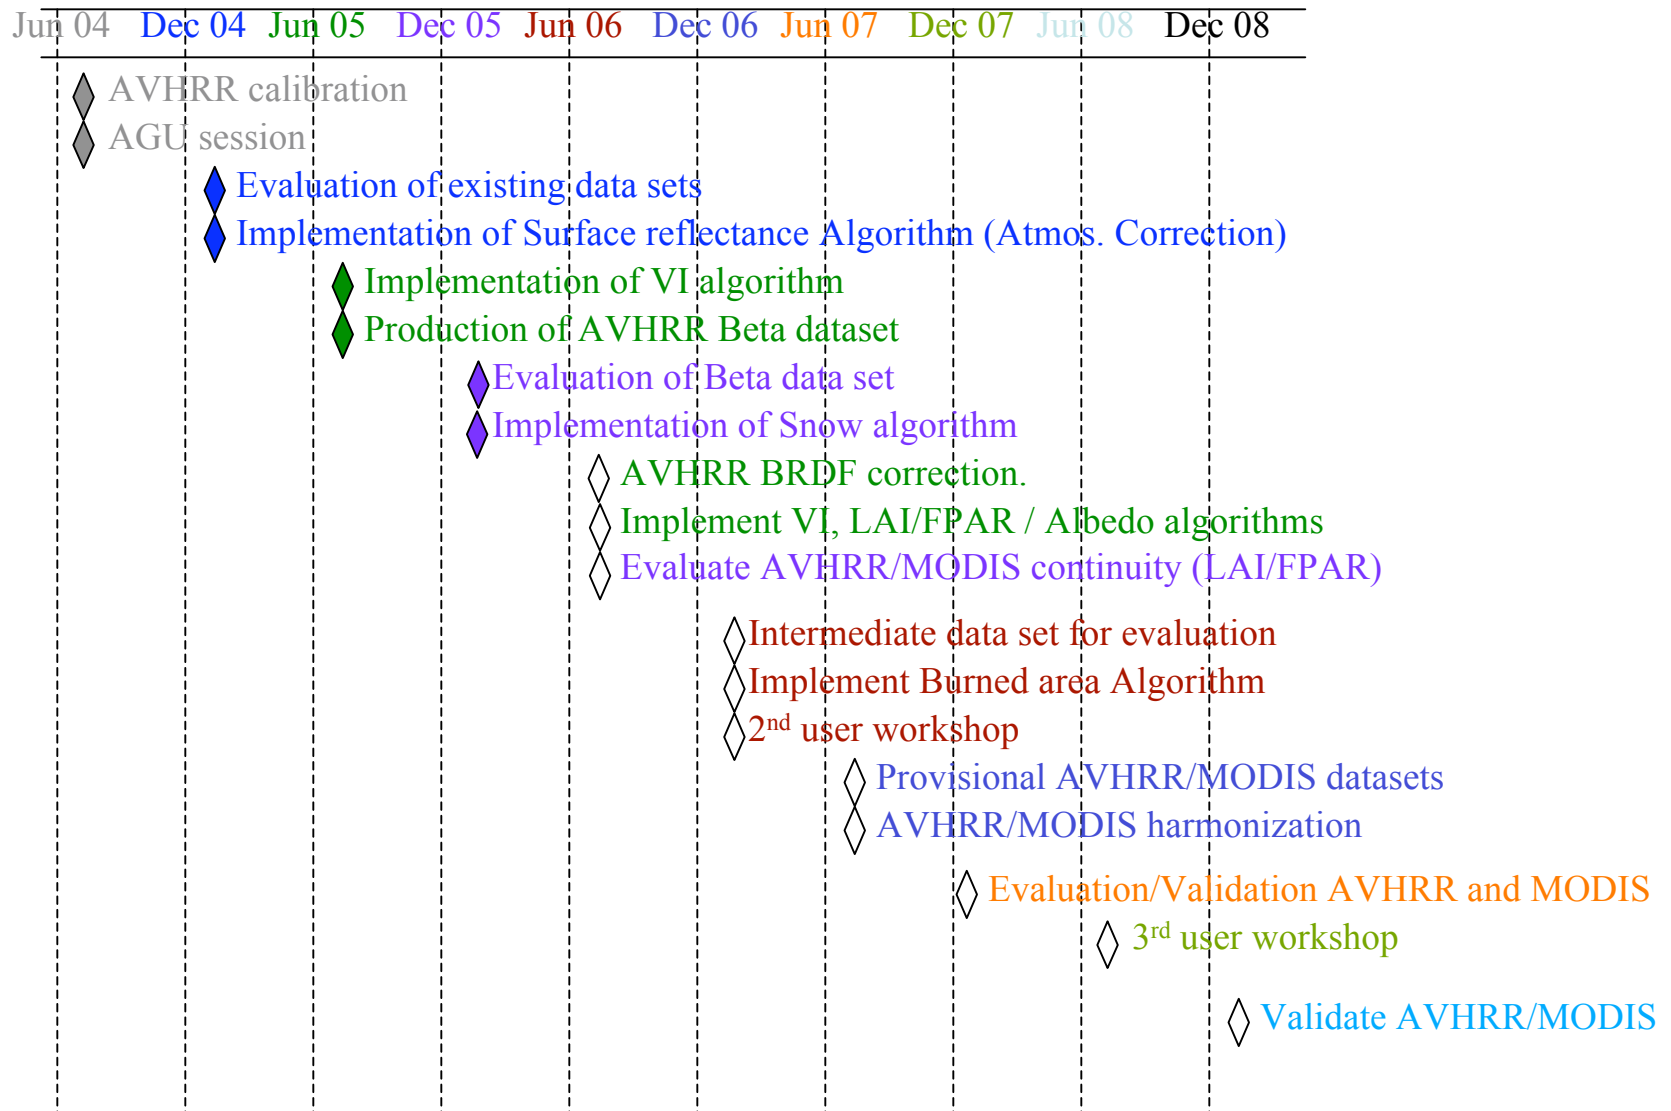 Jun 04 Dec 04 Jun 05 Dec 05 Jun 06 Dec 06 Jun 07 Dec 07 Jun 08 Dec 08
AVHRR calibration
AGU session
Evaluation of existing data sets
Implementation of Surface reflectance Algorithm (Atmos. Correction)
Implementation of VI algorithm
Production of AVHRR Beta dataset
Evaluation of Beta data set
Implementation of Snow algorithm
AVHRR BRDF correction.
Implement VI, LAI/FPAR / Albedo algorithms
Evaluate AVHRR/MODIS continuity (LAI/FPAR)
Intermediate data set for evaluation
Implement Burned area Algorithm
2nd user workshop
Provisional AVHRR/MODIS datasets
AVHRR/MODIS harmonization
Evaluation/Validation AVHRR and MODIS
3rd user workshop
Validate AVHRR/MODIS